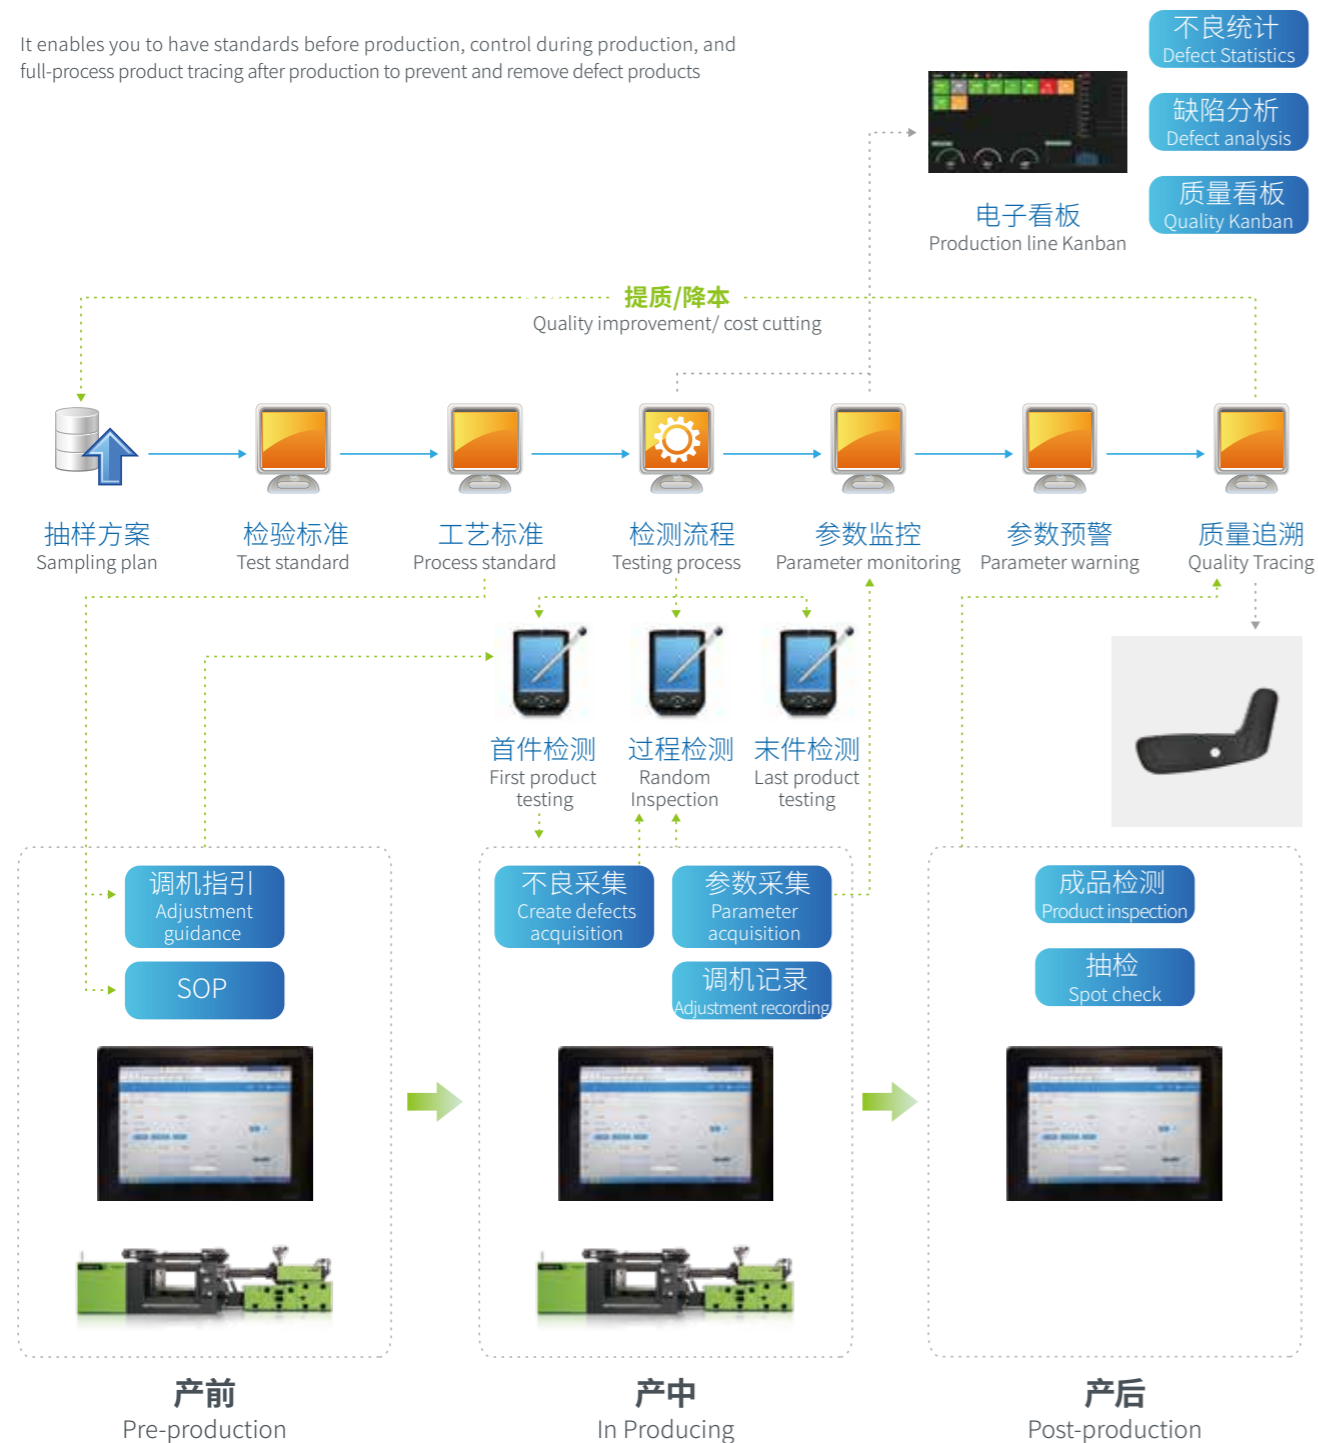 It enables you to have standards before production, control during production, and
full-process product tracing after production to prevent and remove defect products
不良统计
Defect Statistics
缺陷分析
Defect analysis
质量看板
Quality Kanban
电子看板
Production line Kanban
提质/降本
Quality improvement/ cost cutting
抽样方案
Sampling plan
检验标准
Test standard
工艺标准
Process standard
检测流程
Testing process
参数监控
Parameter monitoring
参数预警
Parameter warning
质量追溯
Quality Tracing
首件检测
First product
testing
过程检测
Random
Inspection
末件检测
Last product
testing
调机指引
Adjustment
guidance
SOP
不良采集
Create defects
acquisition
参数采集
Parameter
acquisition
调机记录
Adjustment recording
成品检测
Product inspection
抽检
Spot check
产前
Pre-production
产中
In Producing
产后
Post-production